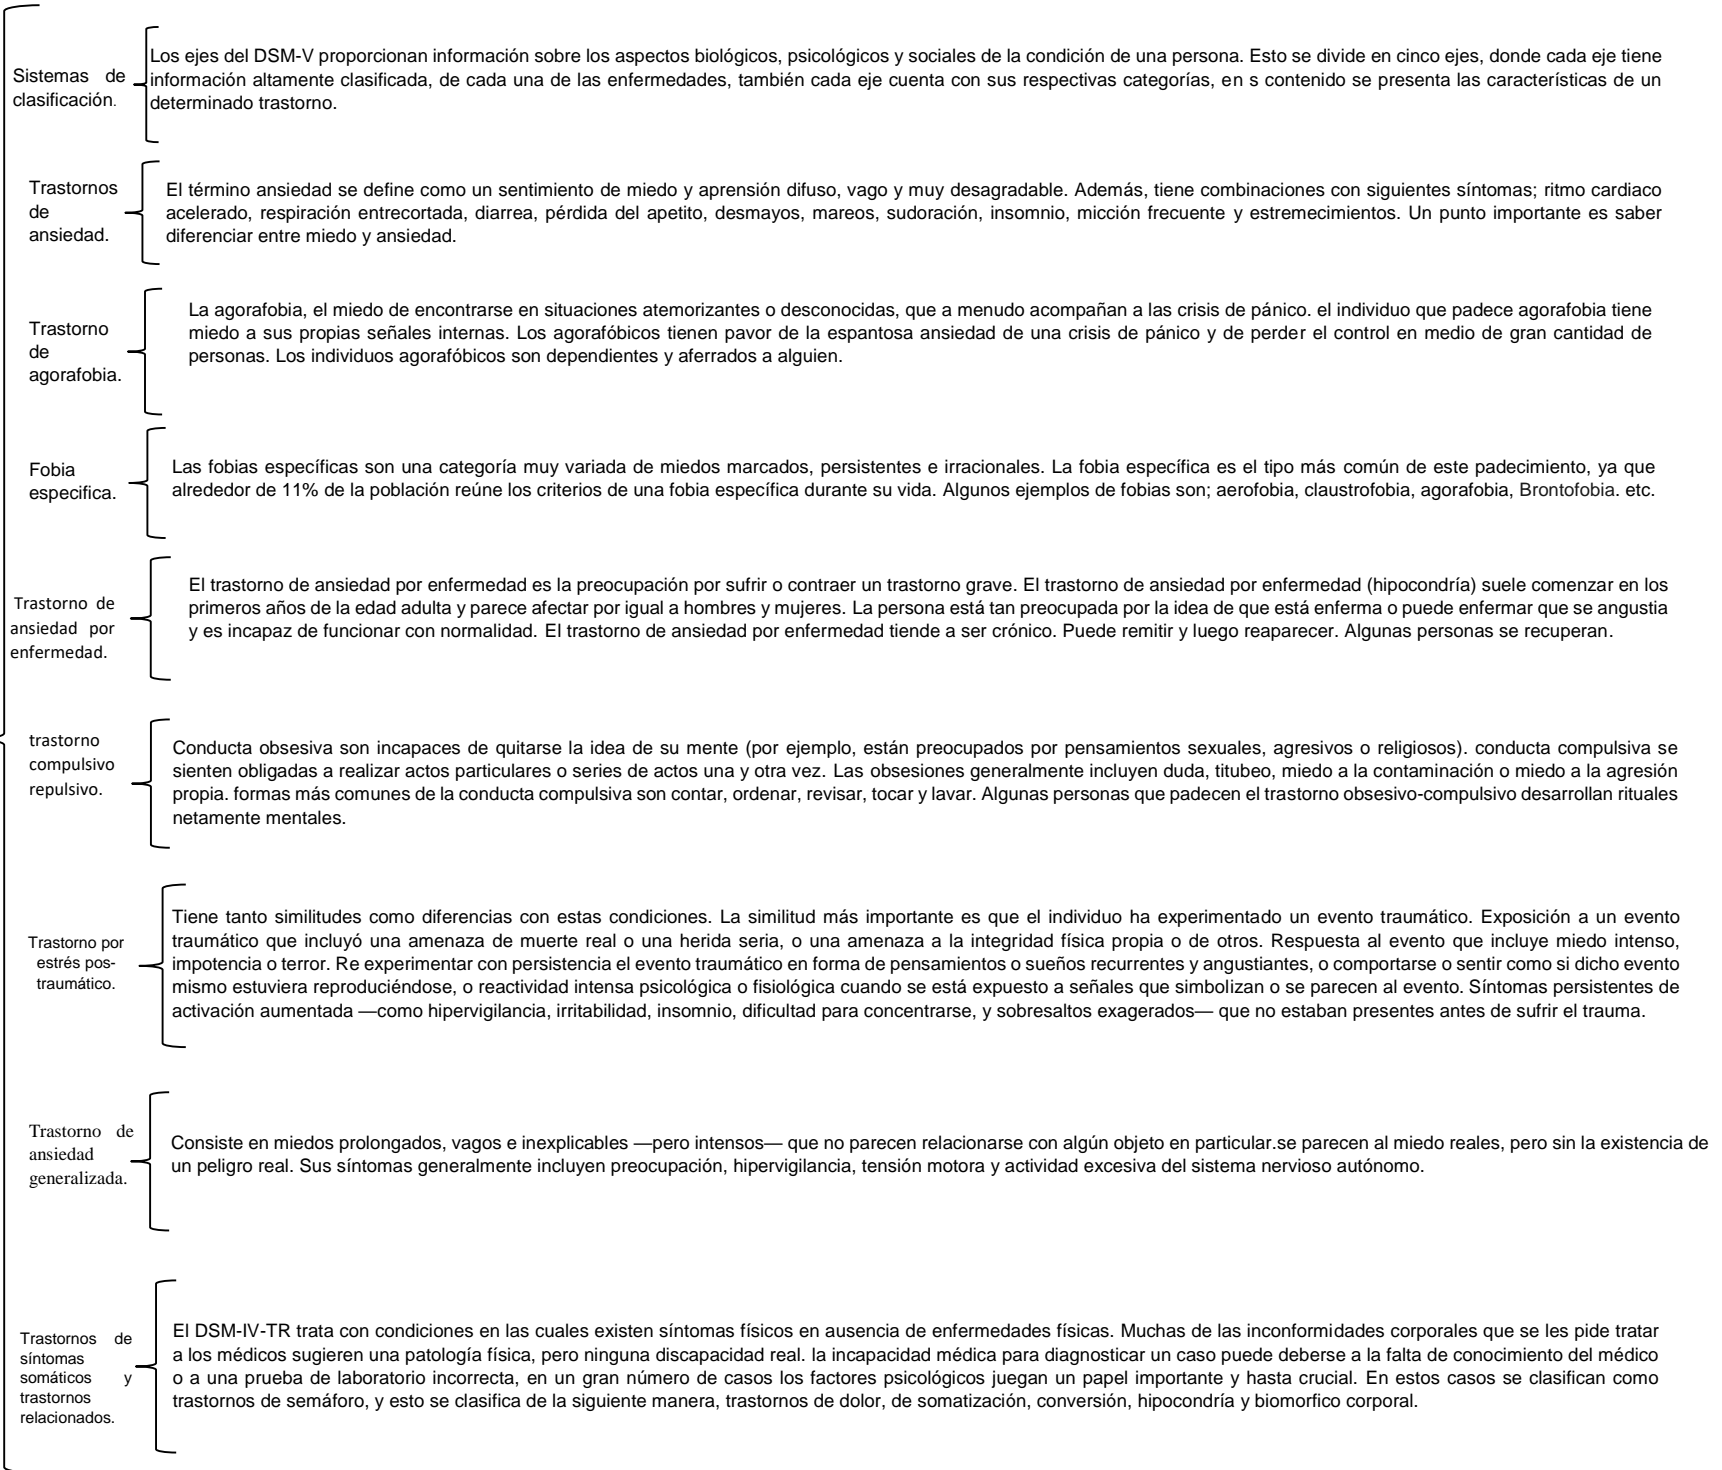 Sistemas de
clasificación.
Los ejes del DSM-V proporcionan información sobre los aspectos biológicos, psicológicos y sociales de la condición de una persona. Esto se divide en cinco ejes, donde cada eje tiene
información altamente clasificada, de cada una de las enfermedades, también cada eje cuenta con sus respectivas categorías, en s contenido se presenta las características de un
determinado trastorno.
Trastornos
de
ansiedad.
El término ansiedad se define como un sentimiento de miedo y aprensión difuso, vago y muy desagradable. Además, tiene combinaciones con siguientes síntomas; ritmo cardiaco
acelerado, respiración entrecortada, diarrea, pérdida del apetito, desmayos, mareos, sudoración, insomnio, micción frecuente y estremecimientos. Un punto importante es saber
diferenciar entre miedo y ansiedad.
Trastorno
de
agorafobia.
La agorafobia, el miedo de encontrarse en situaciones atemorizantes o desconocidas, que a menudo acompañan a las crisis de pánico. el individuo que padece agorafobia tiene
miedo a sus propias señales internas. Los agorafóbicos tienen pavor de la espantosa ansiedad de una crisis de pánico y de perder el control en medio de gran cantidad de
personas. Los individuos agorafóbicos son dependientes y aferrados a alguien.
Fobia
especifica.
Las fobias específicas son una categoría muy variada de miedos marcados, persistentes e irracionales. La fobia específica es el tipo más común de este padecimiento, ya que
alrededor de 11% de la población reúne los criterios de una fobia específica durante su vida. Algunos ejemplos de fobias son; aerofobia, claustrofobia, agorafobia, Brontofobia. etc.
Trastorno de
ansiedad por
enfermedad.
El trastorno de ansiedad por enfermedad es la preocupación por sufrir o contraer un trastorno grave. El trastorno de ansiedad por enfermedad (hipocondría) suele comenzar en los
primeros años de la edad adulta y parece afectar por igual a hombres y mujeres. La persona está tan preocupada por la idea de que está enferma o puede enfermar que se angustia
y es incapaz de funcionar con normalidad. El trastorno de ansiedad por enfermedad tiende a ser crónico. Puede remitir y luego reaparecer. Algunas personas se recuperan.
trastorno
compulsivo
repulsivo.
Conducta obsesiva son incapaces de quitarse la idea de su mente (por ejemplo, están preocupados por pensamientos sexuales, agresivos o religiosos). conducta compulsiva se
sienten obligadas a realizar actos particulares o series de actos una y otra vez. Las obsesiones generalmente incluyen duda, titubeo, miedo a la contaminación o miedo a la agresión
propia. formas más comunes de la conducta compulsiva son contar, ordenar, revisar, tocar y lavar. Algunas personas que padecen el trastorno obsesivo-compulsivo desarrollan rituales
netamente mentales.
Trastorno por
estrés pos-
traumático.
Tiene tanto similitudes como diferencias con estas condiciones. La similitud más importante es que el individuo ha experimentado un evento traumático. Exposición a un evento
traumático que incluyó una amenaza de muerte real o una herida seria, o una amenaza a la integridad física propia o de otros. Respuesta al evento que incluye miedo intenso,
impotencia o terror. Re experimentar con persistencia el evento traumático en forma de pensamientos o sueños recurrentes y angustiantes, o comportarse o sentir como si dicho evento
mismo estuviera reproduciéndose, o reactividad intensa psicológica o fisiológica cuando se está expuesto a señales que simbolizan o se parecen al evento. Síntomas persistentes de
activación aumentada —como hipervigilancia, irritabilidad, insomnio, dificultad para concentrarse, y sobresaltos exagerados— que no estaban presentes antes de sufrir el trauma.
Trastorno de
ansiedad
generalizada.
Consiste en miedos prolongados, vagos e inexplicables —pero intensos— que no parecen relacionarse con algún objeto en particular.se parecen al miedo reales, pero sin la existencia de
un peligro real. Sus síntomas generalmente incluyen preocupación, hipervigilancia, tensión motora y actividad excesiva del sistema nervioso autónomo.
Trastornos de
síntomas
somáticos y
trastornos
relacionados.
El DSM-IV-TR trata con condiciones en las cuales existen síntomas físicos en ausencia de enfermedades físicas. Muchas de las inconformidades corporales que se les pide tratar
a los médicos sugieren una patología física, pero ninguna discapacidad real. la incapacidad médica para diagnosticar un caso puede deberse a la falta de conocimiento del médico
o a una prueba de laboratorio incorrecta, en un gran número de casos los factores psicológicos juegan un papel importante y hasta crucial. En estos casos se clasifican como
trastornos de semáforo, y esto se clasifica de la siguiente manera, trastornos de dolor, de somatización, conversión, hipocondría y biomorfico corporal.